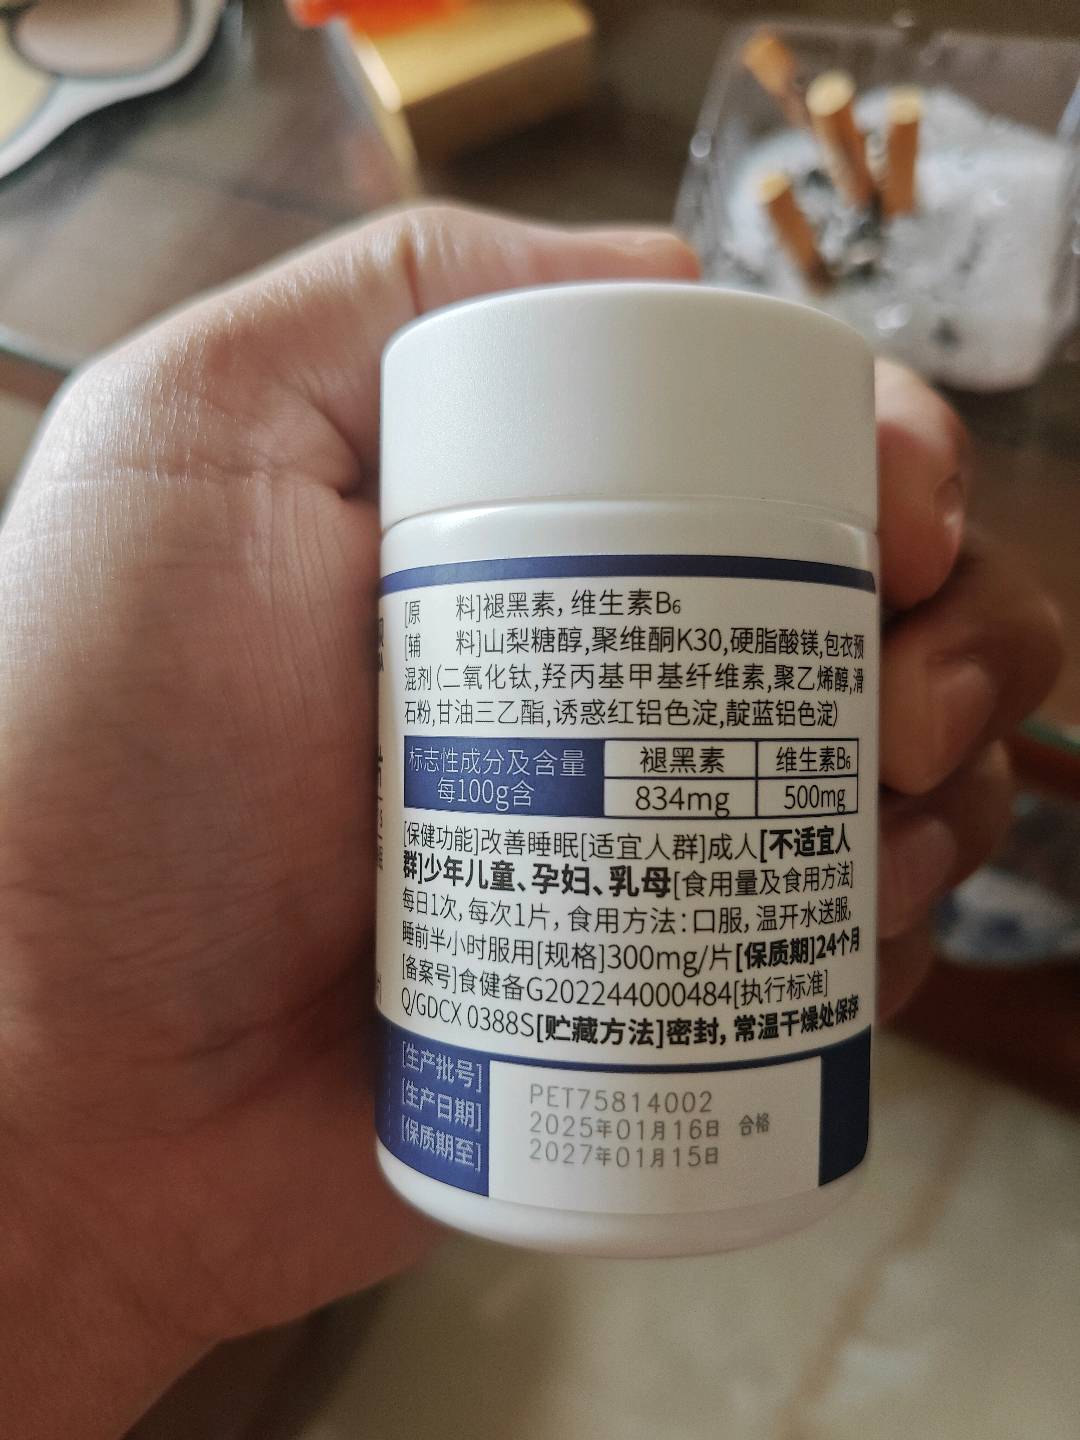 [原 料]褪黑素, 维生素B₆
[辅 料]山梨糖醇,聚维酮K30,硬脂酸镁,包衣预
混剂(二氧化钛,羟丙基甲基纤维素,聚乙烯醇,滑
石粉,甘油三乙酯,诱惑红铝色淀,靛蓝铝色淀)
标志性成分及含量 褪黑素 维生素B₆
每100g含 834mg 500mg
[保健功能]改善睡眠[适宜人群]成人[不适宜人
群]少年儿童、孕妇、乳母[食用量及食用方法]
每日1次, 每次1片, 食用方法:口服, 温开水送服,
睡前半小时服用[规格]300mg/片[保质期]24个月
[备案号]食健备G202244000484[执行标准]
Q/GDCX 0388S[贮藏方法]密封, 常温干燥处保存
[生产批号] PET75814002
[生产日期] 2025年01月16日 合格
[保质期至] 2027年01月15日